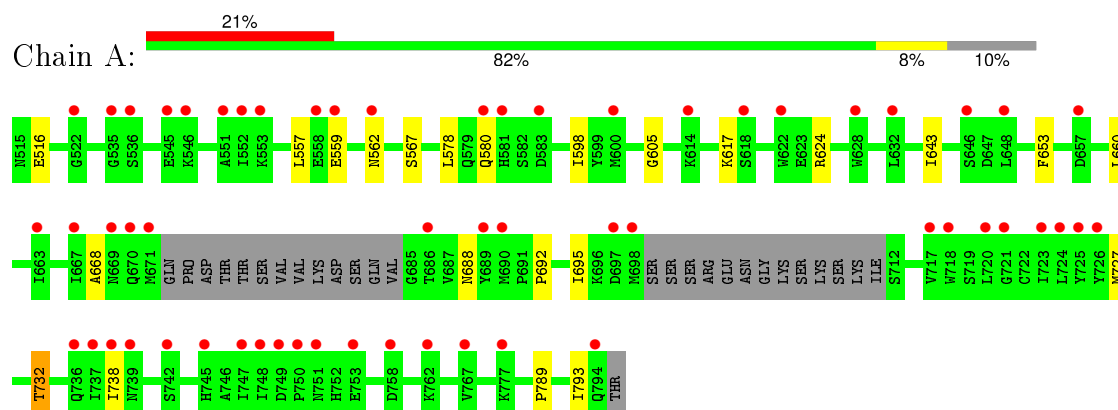 21%
Chain A:
82% 8% 10%
N515 E516 G522 G535 S536 E545 K546 A551 I552 K553 L557 E558 E559 N562 S567 L578 Q579 Q580 H581 S582 D583 I598 Y599 M600 G605 K614 K617 S618 W622 E623 R624 W628 L632 I643 S646 D647 L648 F653 D657
I663 I667 A668 N669 Q670 M671 GLN PRO ASP THR THR SER VAL VAL LYS ASP SER GLN VAL G685 T686 V687 N688 Y689 M690 P691 P692 I695 K696 D697 M698 SER SER SER ARG GLU ASN GLY LYS SER LYS SER LYS ILE S712 V717 W718 S719 L720 G721 C722 I723 L724 Y725 Y726 M727
T732 Q736 I737 I738 N739 S742 H745 A746 I747 I748 D749 P750 N751 H752 E753 D758 K762 V767 K777 P789 I793 Q794 THR